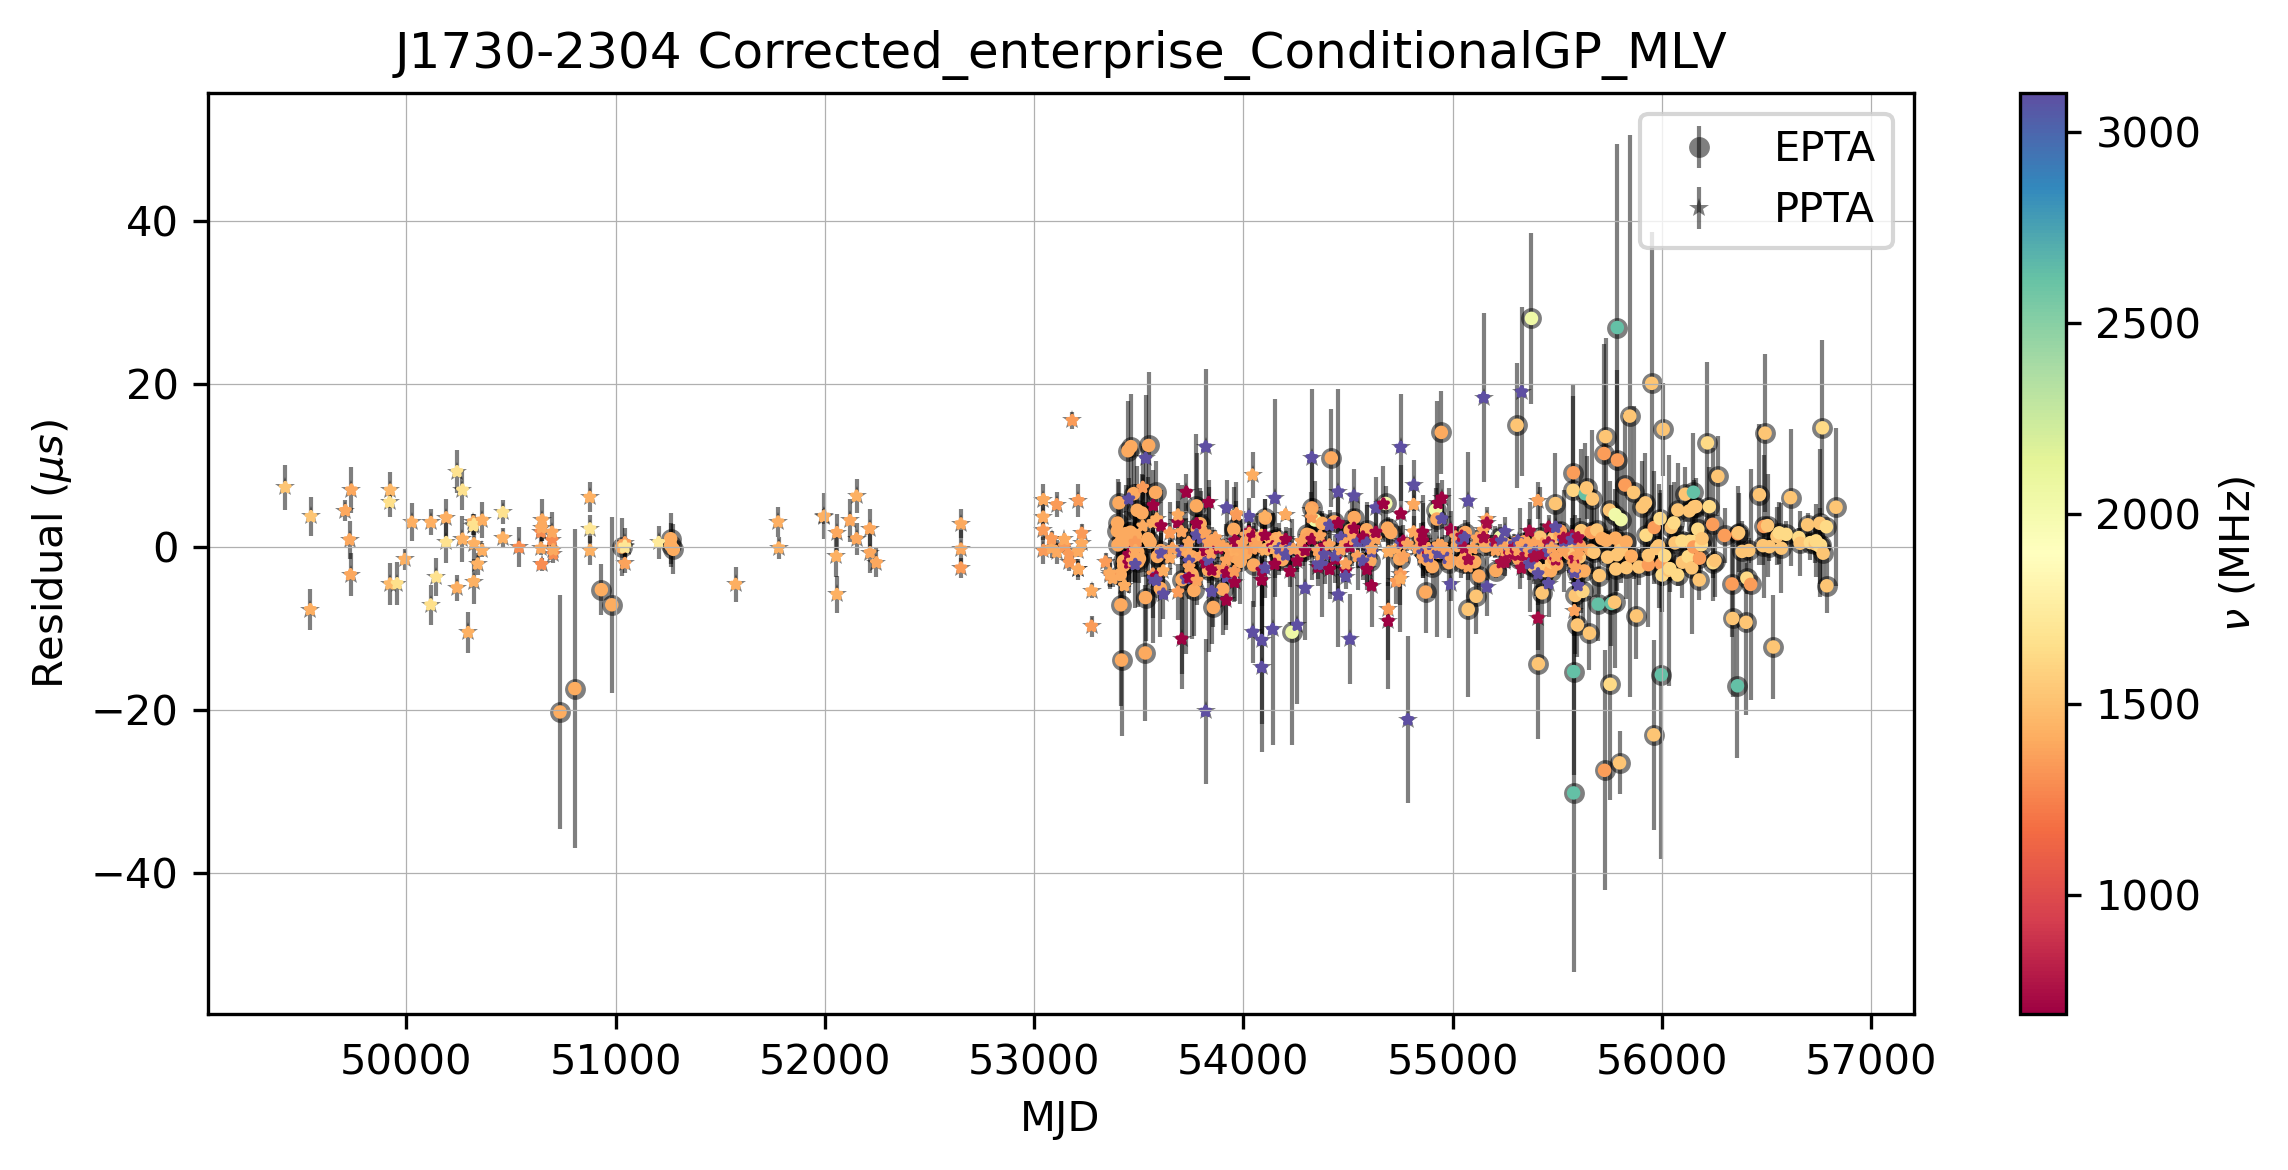 J1730-2304 Corrected_enterprise_ConditionalGP_MLV
EPTA
PPTA
40
20
0
−20
−40
Residual (μs)
50000 51000 52000 53000 54000 55000 56000 57000
MJD
3000
2500
2000
1500
1000
ν (MHz)